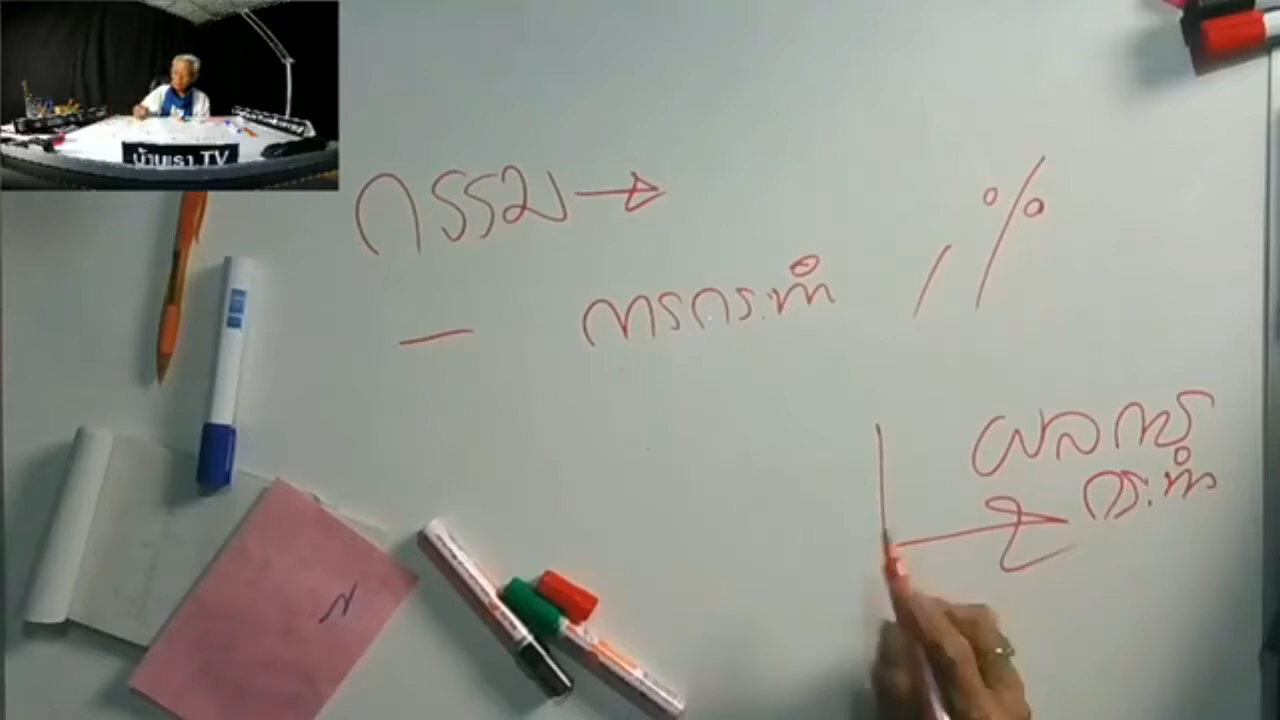 บ้านเรา TV
กรรม →
%
— การกระทำ /
ผลการ
กระทำ